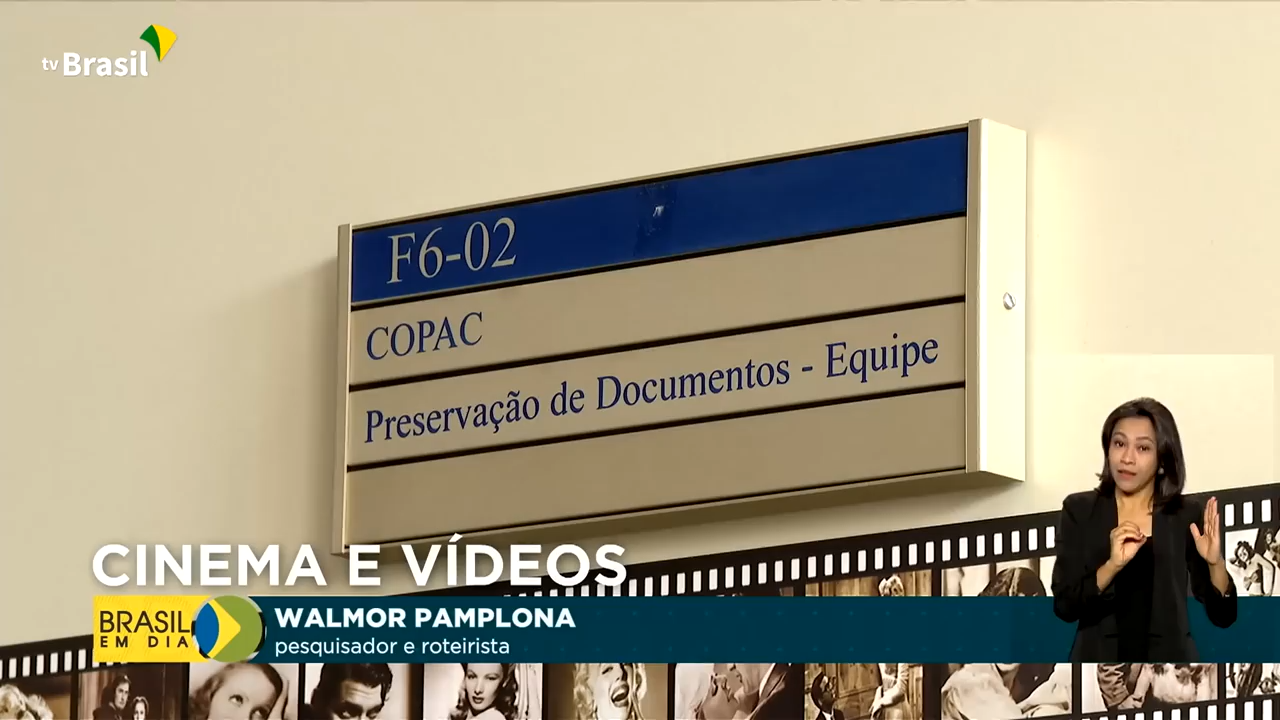 tv Brasil
F6-02
COPAC
Preservação de Documentos - Equipe
CINEMA E VÍDEOS
BRASIL
EM DIA
WALMOR PAMPLONA
pesquisador e roteirista